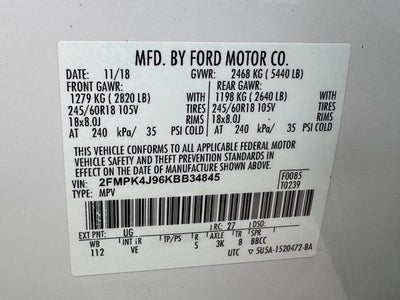 MFD. BY FORD MOTOR CO.
DATE: 11/18 GVWR: 2468 KG ( 5440 LB)
FRONT GAWR: REAR GAWR:
1279 KG ( 2820 LB) WITH 1198 KG ( 2640 LB) WITH
245/60R18 105V TIRES 245/60R18 105V TIRES
18x8.0J RIMS 18x8.0J RIMS
AT 240 kPa/ 35 PSI COLD AT 240 kPa/ 35 PSI COLD
THIS VEHICLE CONFORMS TO ALL APPLICABLE FEDERAL MOTOR
VEHICLE SAFETY AND THEFT PREVENTION STANDARDS IN
EFFECT ON THE DATE OF MANUFACTURE SHOWN ABOVE.
VIN: 2FMPK4J96KBB34845 F0085
TYPE: MPV T0239
EXT PNT: UG RC: 27 DSO:
WB INT TR TP/PS R AXLE TR SPR
112 VE S 3K 8 BBCC
UTC 5U5A-1520472-BA